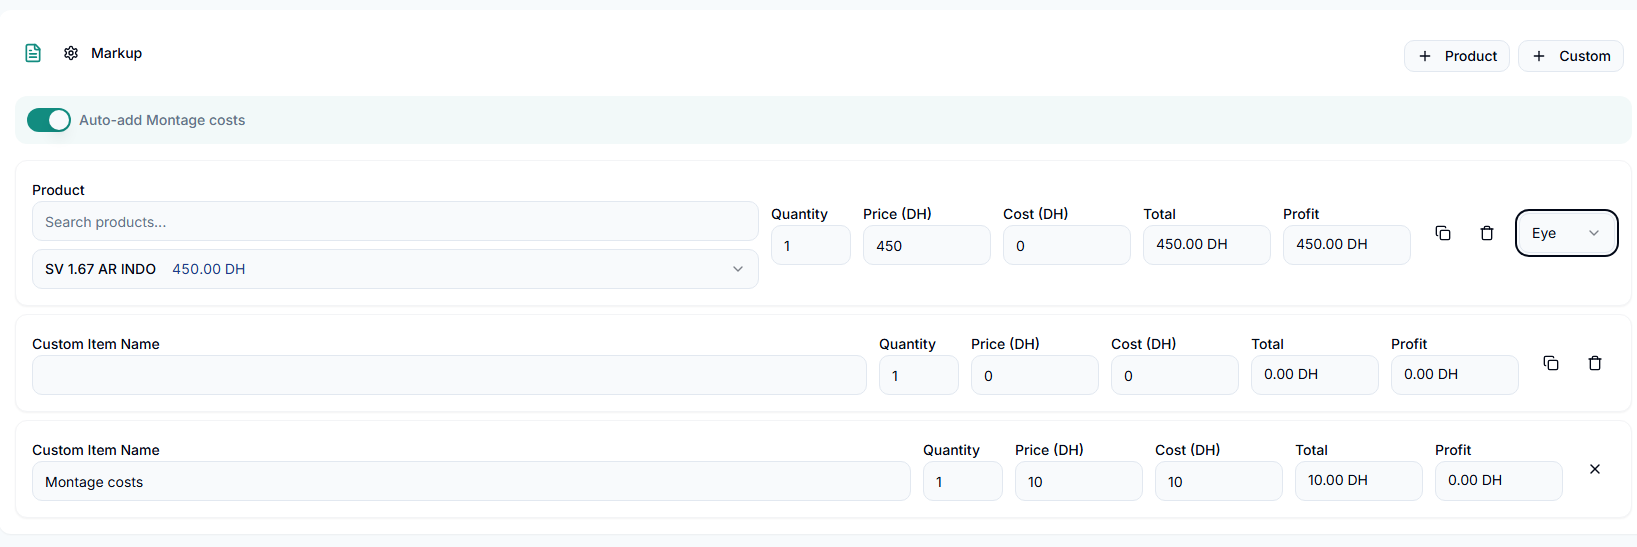 Markup
+ Product
+ Custom
Auto-add Montage costs
Product
Search products...
SV 1.67 AR INDO 450.00 DH
Quantity
1
Price (DH)
450
Cost (DH)
0
Total
450.00 DH
Profit
450.00 DH
Eye
Custom Item Name
Quantity
1
Price (DH)
0
Cost (DH)
0
Total
0.00 DH
Profit
0.00 DH
Custom Item Name
Montage costs
Quantity
1
Price (DH)
10
Cost (DH)
10
Total
10.00 DH
Profit
0.00 DH